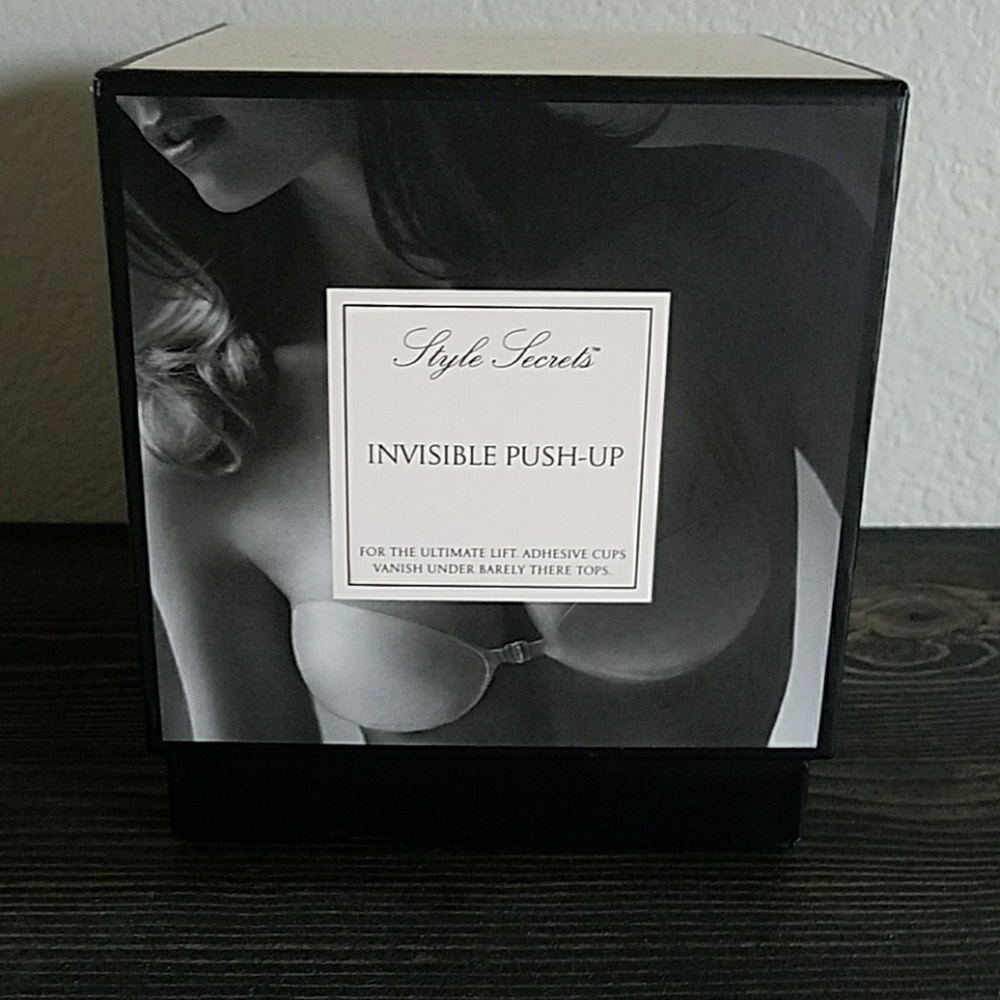 Style Secrets™
INVISIBLE PUSH-UP
FOR THE ULTIMATE LIFT. ADHESIVE CUPS
VANISH UNDER BARELY THERE TOPS.